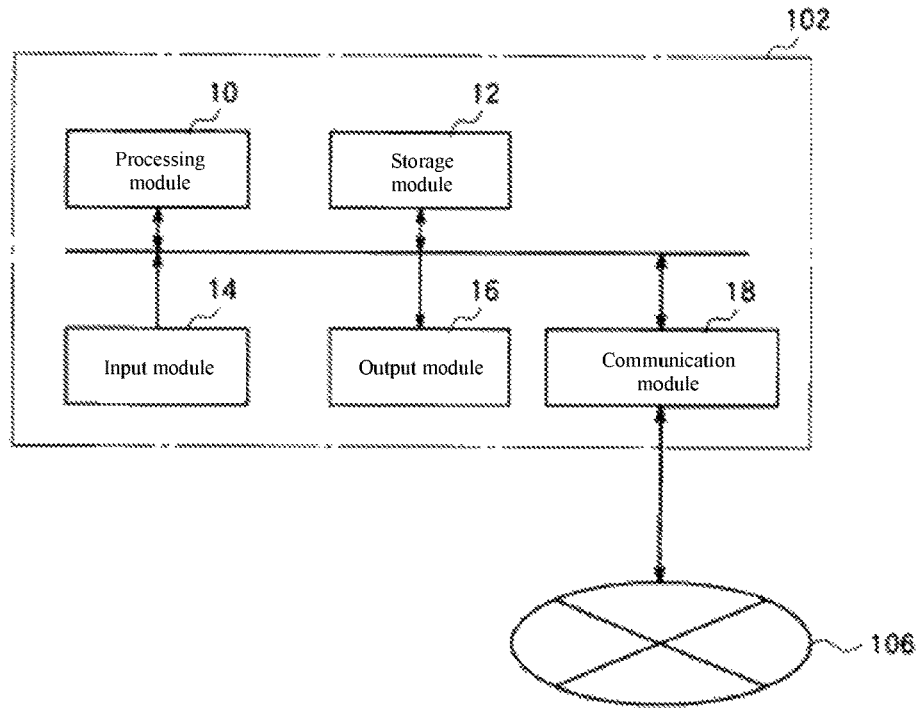 102
10
12
Processing
module
Storage
module
14
16
18
Input module
Output module
Communication
module
106